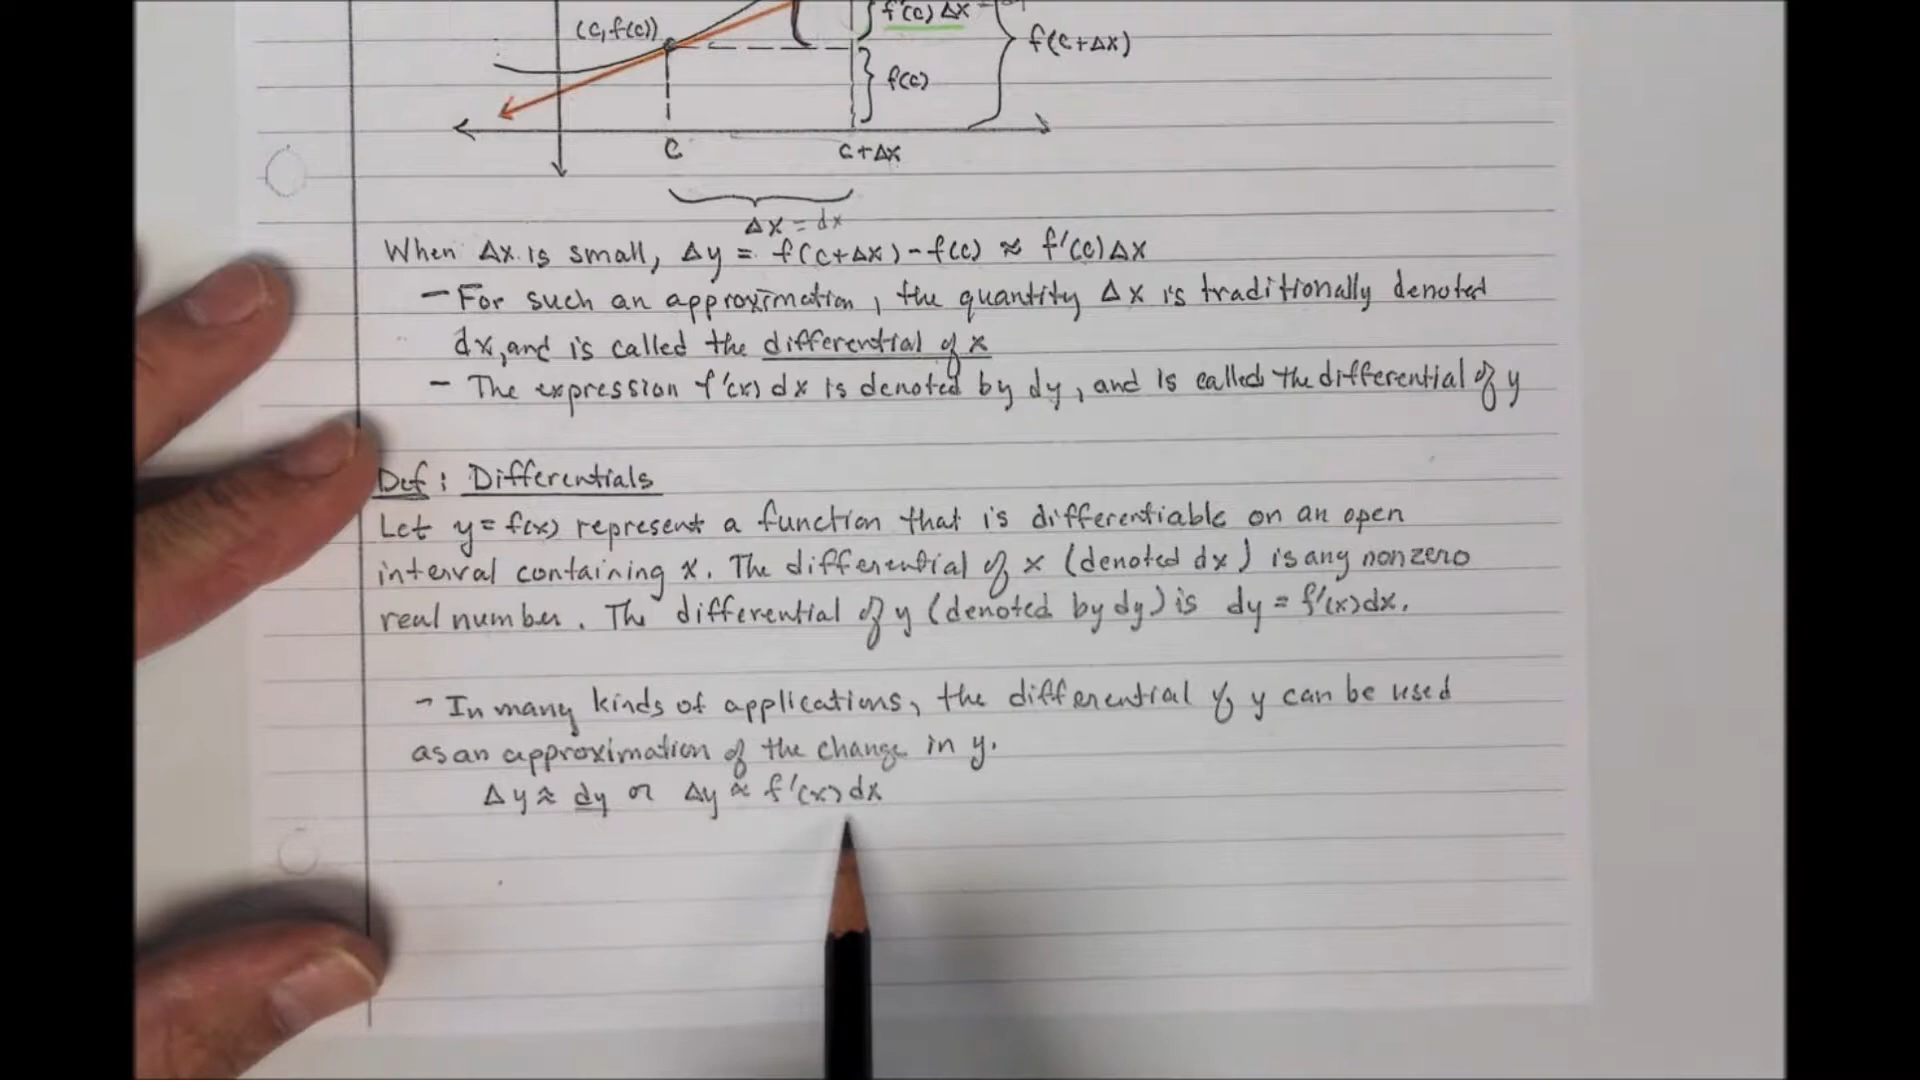 f'(c) Δx
(c, f(c))
f(c+Δx)
f(c)
c
c+Δx
Δx = dx
When Δx is small, Δy = f(c+Δx) - f(c) ≈ f'(c)Δx
- For such an approximation, the quantity Δx is traditionally denoted
dx, and is called the differential of x
- The expression f'(x) dx is denoted by dy, and is called the differential of y
Def: Differentials
Let y = f(x) represent a function that is differentiable on an open
interval containing x. The differential of x (denoted dx) is any nonzero
real number. The differential of y (denoted by dy) is dy = f'(x)dx.
- In many kinds of applications, the differential of y can be used
as an approximation of the change in y.
Δy ≈ dy or Δy ≈ f'(x)dx